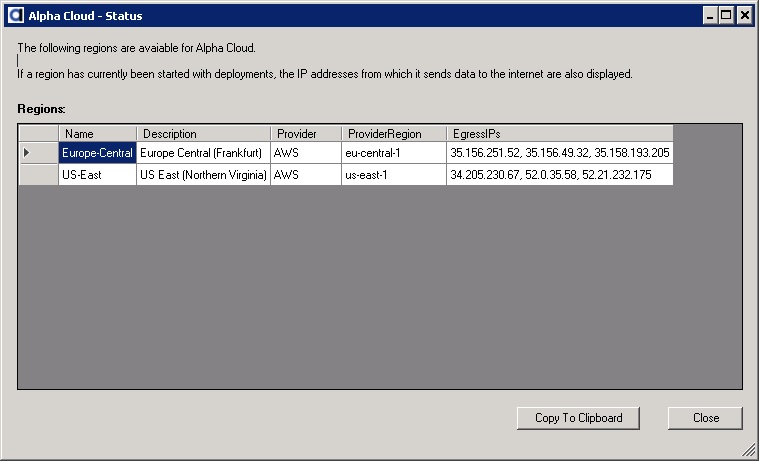 Alpha Cloud - Status
The following regions are avaiable for Alpha Cloud.
If a region has currently been started with deployments, the IP addresses from which it sends data to the internet are also displayed.
Regions:
Name Description Provider ProviderRegion EgressIPs
Europe-Central Europe Central (Frankfurt) AWS eu-central-1 35.156.251.52, 35.156.49.32, 35.158.193.205
US-East US East (Northern Virginia) AWS us-east-1 34.205.230.67, 52.0.35.58, 52.21.232.175
Copy To Clipboard Close